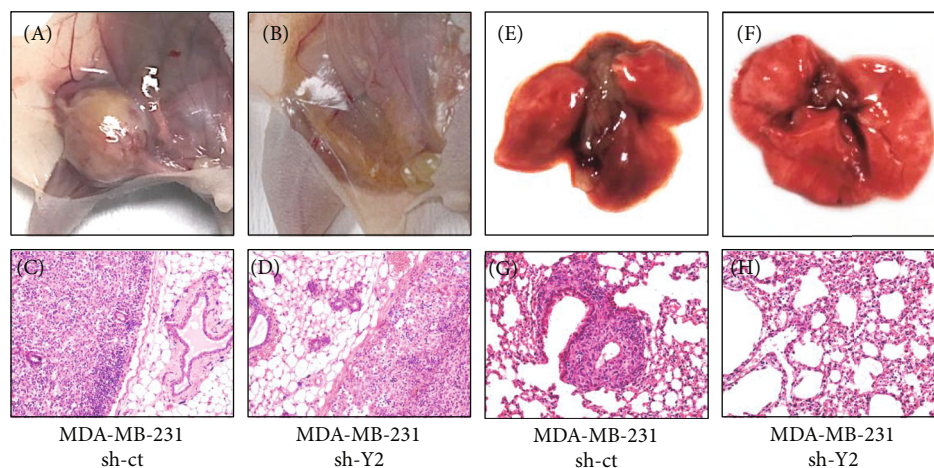 (A)
(B)
(E)
(F)
(C)
(D)
(G)
(H)
MDA-MB-231
sh-ct
MDA-MB-231
sh-Y2
MDA-MB-231
sh-ct
MDA-MB-231
sh-Y2